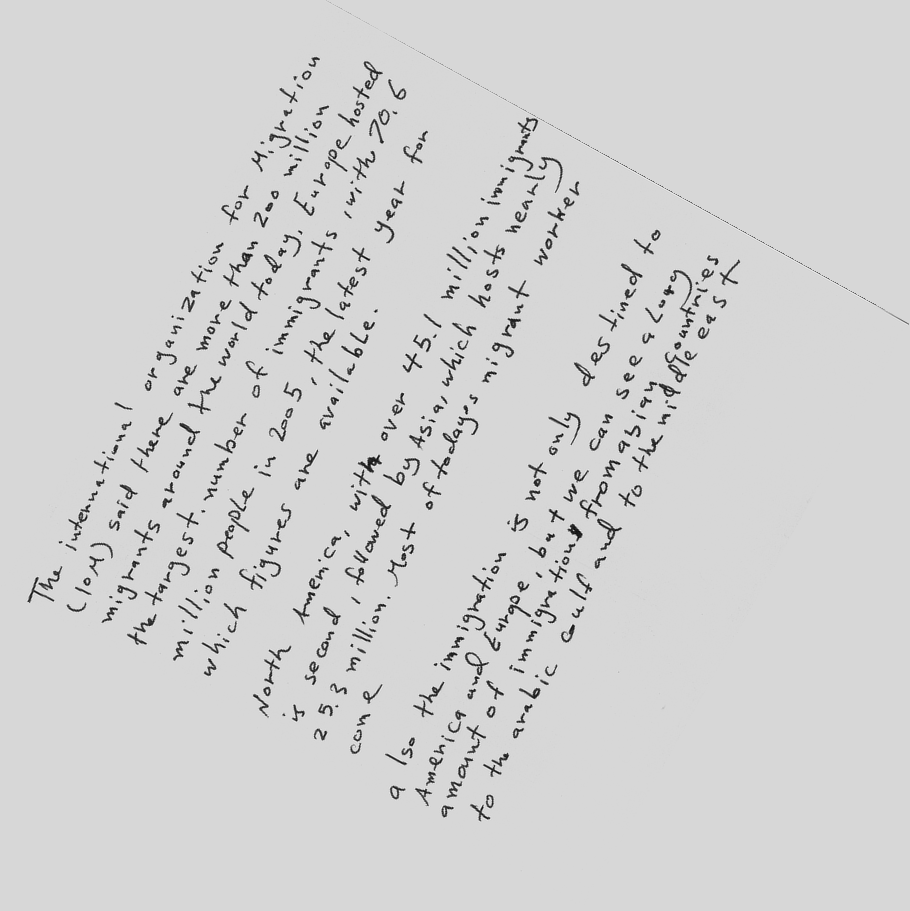 The international organization for Migration
(IOM) said there are more than 200 million
migrants around the world today. Europe hosted
the targest. number of immigrants, with 70.6
million people in 2005, the latest year for
which figures are available.
North America, with over 45.1 million immigrants
is second, followed by Asia, which hosts nearly
25.3 million. Most of todayes migrant worker
come
also the immigration is not only destined to
America and Europe, but we can see a Larg
amount of immigrations from abian countries
to the arabic Gulf and to the middle east